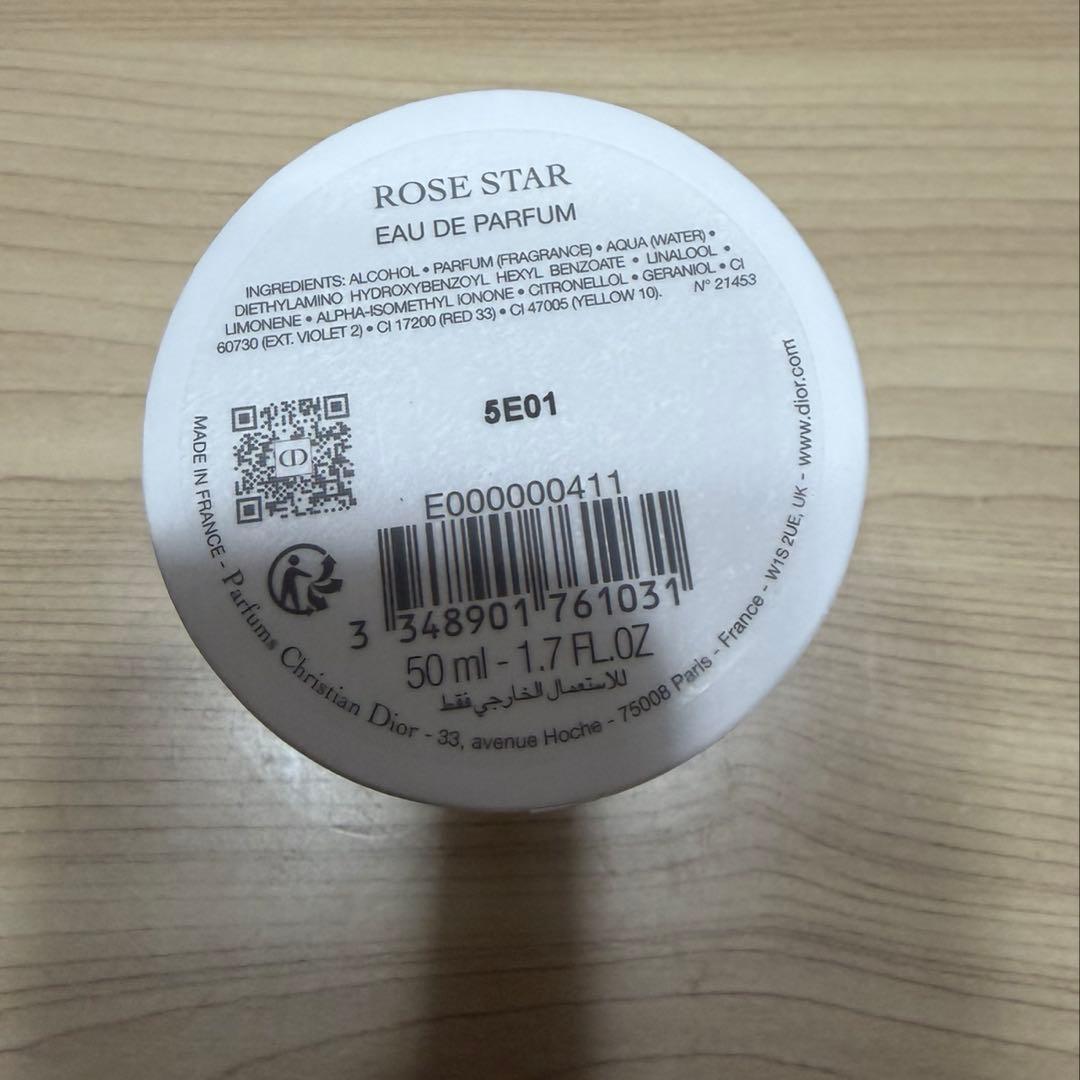 ROSE STAR
EAU DE PARFUM
INGREDIENTS: ALCOHOL • PARFUM (FRAGRANCE) • AQUA (WATER) •
DIETHYLAMINO HYDROXYBENZOYL HEXYL BENZOATE • LINALOOL •
LIMONENE • ALPHA-ISOMETHYL IONONE • CITRONELLOL • GERANIOL • CI
60730 (EXT. VIOLET 2) • CI 17200 (RED 33) • CI 47005 (YELLOW 10). N° 21453
5E01
CD
E000000411
3 348901 761031
50 ml - 1.7 FL.OZ
للاستعمال الخارجي فقط
MADE IN FRANCE - Parfums Christian Dior - 33, avenue Hoche - 75008 Paris - France - W1S 2UE, UK - www.dior.com